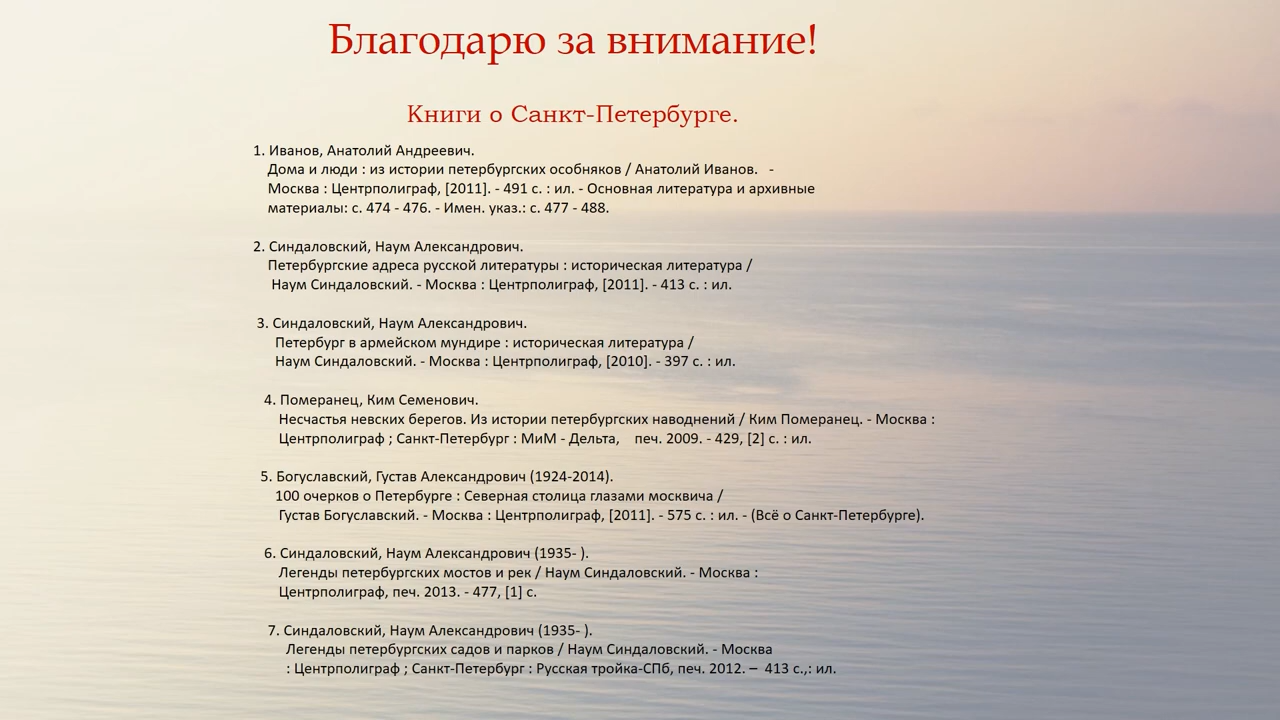 Благодарю за внимание!
Книги о Санкт-Петербурге.
1. Иванов, Анатолий Андреевич.
Дома и люди : из истории петербургских особняков / Анатолий Иванов. -
Москва : Центрполиграф, [2011]. - 491 с. : ил. - Основная литература и архивные
материалы: с. 474 - 476. - Имен. указ.: с. 477 - 488.
2. Синдаловский, Наум Александрович.
Петербургские адреса русской литературы : историческая литература /
Наум Синдаловский. - Москва : Центрполиграф, [2011]. - 413 с. : ил.
3. Синдаловский, Наум Александрович.
Петербург в армейском мундире : историческая литература /
Наум Синдаловский. - Москва : Центрполиграф, [2010]. - 397 с. : ил.
4. Померанец, Ким Семенович.
Несчастья невских берегов. Из истории петербургских наводнений / Ким Померанец. - Москва :
Центрполиграф ; Санкт-Петербург : МиМ - Дельта, печ. 2009. - 429, [2] с. : ил.
5. Богуславский, Густав Александрович (1924-2014).
100 очерков о Петербурге : Северная столица глазами москвича /
Густав Богуславский. - Москва : Центрполиграф, [2011]. - 575 с. : ил. - (Всё о Санкт-Петербурге).
6. Синдаловский, Наум Александрович (1935- ).
Легенды петербургских мостов и рек / Наум Синдаловский. - Москва :
Центрполиграф, печ. 2013. - 477, [1] с.
7. Синдаловский, Наум Александрович (1935- ).
Легенды петербургских садов и парков / Наум Синдаловский. - Москва
: Центрполиграф ; Санкт-Петербург : Русская тройка-СПб, печ. 2012. – 413 с.,: ил.